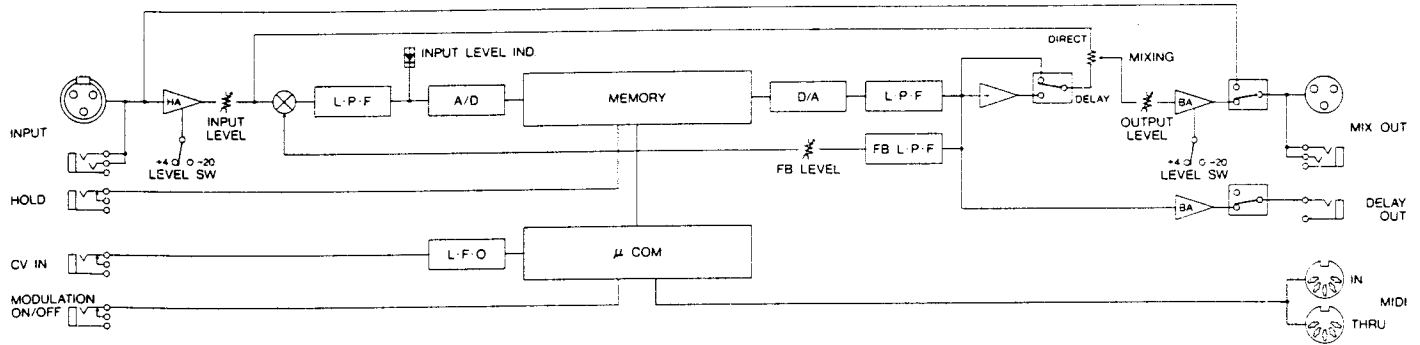 INPUT LEVEL IND.
DIRECT
MIXING
HA
L·P·F
A/D
MEMORY
D/A
L·P·F
DELAY
BA
INPUT
INPUT
LEVEL
OUTPUT
LEVEL
MIX OUT
+4 -20
LEVEL SW
FB LEVEL
FB L·P·F
+4 -20
LEVEL SW
HOLD
BA
DELAY
OUT
CV IN
L·F·O
μ COM
IN
MIDI
THRU
MODULATION
ON/OFF